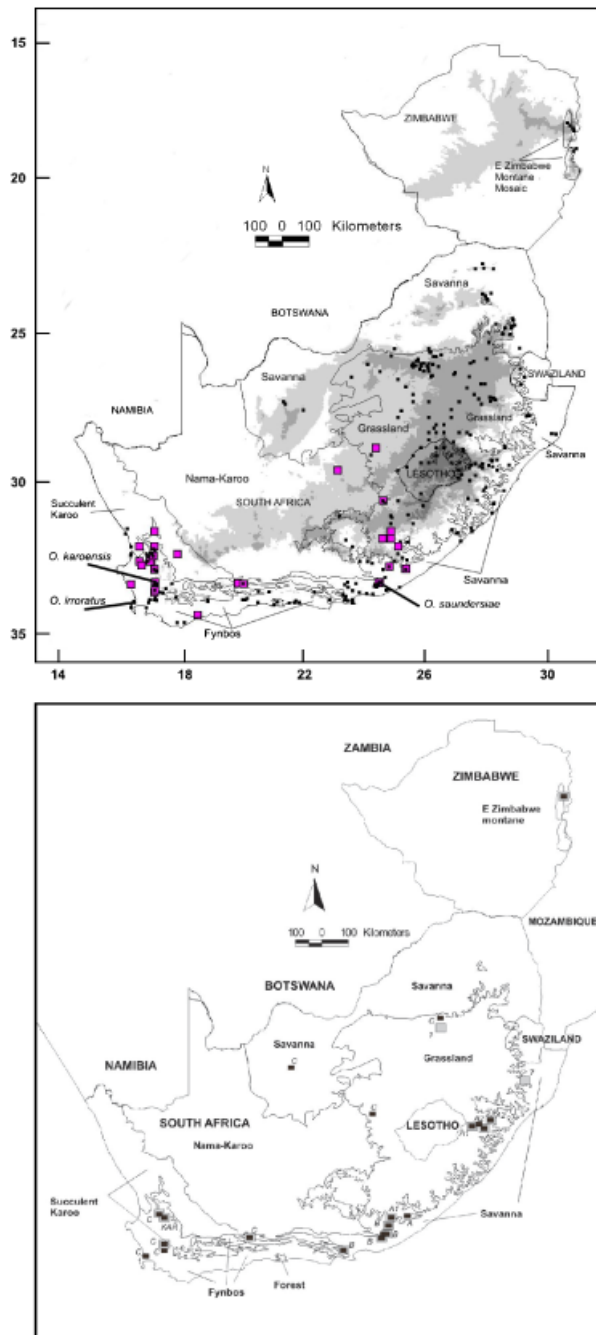 15
ZIMBABWE
E Zimbabwe
Montane
Mosaic
20
N
100 0 100 Kilometers
Savanna
BOTSWANA
25
SWAZILAND
Savanna
NAMIBIA
Grassland
Grassland
Savanna
LESOTHO
Nama-Karoo
30
Succulent
Karoo
SOUTH AFRICA
O. karoensis
Savanna
O. irroratus
O. saundersiae
Fynbos
35
14 18 22 26 30
ZAMBIA
ZIMBABWE
E Zimbabwe
montane
N
100 0 100 Kilometers
MOZAMBIQUE
BOTSWANA
Savanna
C
SWAZILAND
Savanna
C
Grassland
NAMIBIA
C
SOUTH AFRICA
LESOTHO
Nama-Karoo
A1
Succulent
Karoo
C
KAR
A1
A
Savanna
C
C
C
B
B
B
Forest
Fynbos